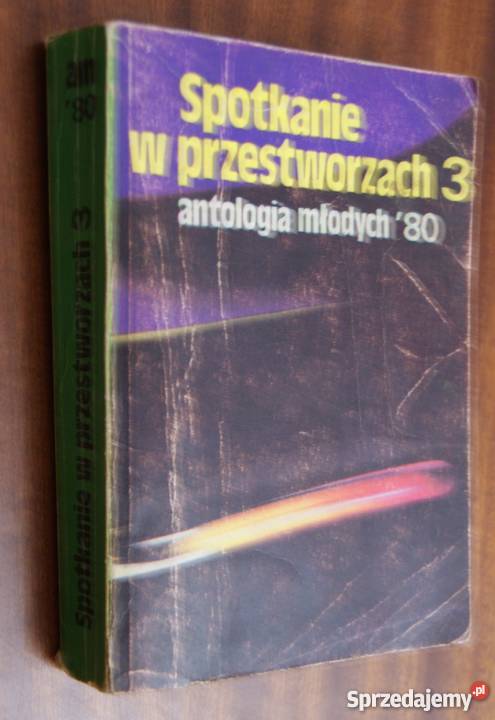 Spotkanie
w przestworzach 3
antologia młodych '80
am
'80
Spotkanie w przestworzach 3
Sprzedajemy.pl